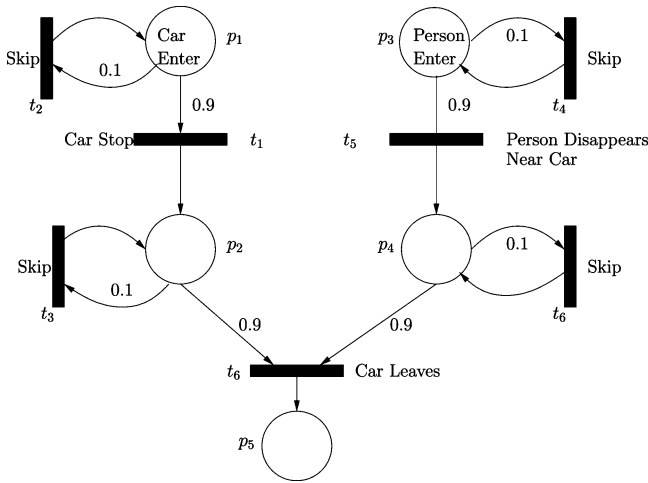 Car
Enter
p1
p3
Person
Enter
0.1
Skip
0.1
Skip
t2
0.9
0.9
t4
Car Stop
t1
t5
Person Disappears
Near Car
p2
p4
0.1
Skip
0.1
Skip
t3
0.9
0.9
t6
t6
Car Leaves
p5